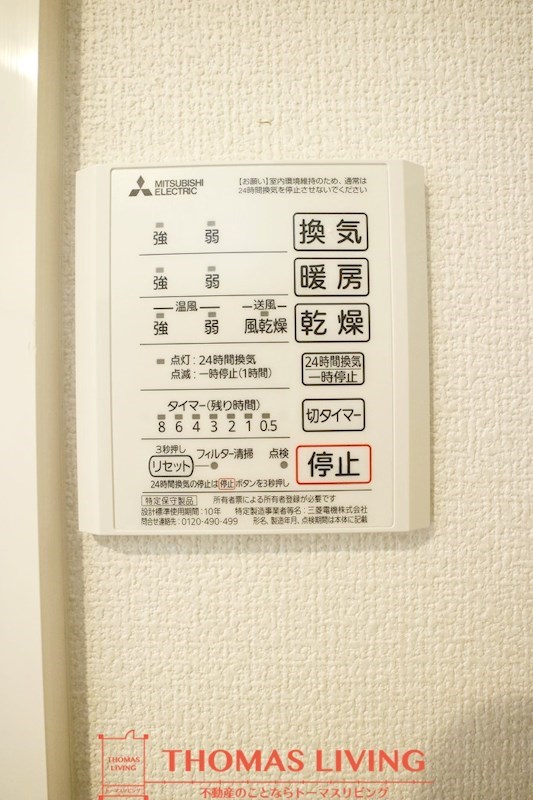 MITSUBISHI ELECTRIC
【お願い】室内環境維持のため、通常は
24時間換気を停止させないでください
強 弱 換気
強 弱 暖房
温風 送風
強 弱 風乾燥 乾燥
点灯:24時間換気
点滅:一時停止(1時間)
24時間換気
一時停止
タイマー(残り時間)
8 6 4 3 2 1 0.5
切タイマー
3秒押し
リセット フィルター清掃 点検
停止
24時間換気の停止は停止ボタンを3秒押し
特定保守製品 所有者票による所有者登録が必要です
設計標準使用期間:10年 特定製造事業者等名:三菱電機株式会社
問合せ連絡先:0120-490-499 形名、製造年月、点検期間は本体に記載
THOMAS LIVING
トーマスリビング
THOMAS LIVING
不動産のことならトーマスリビング